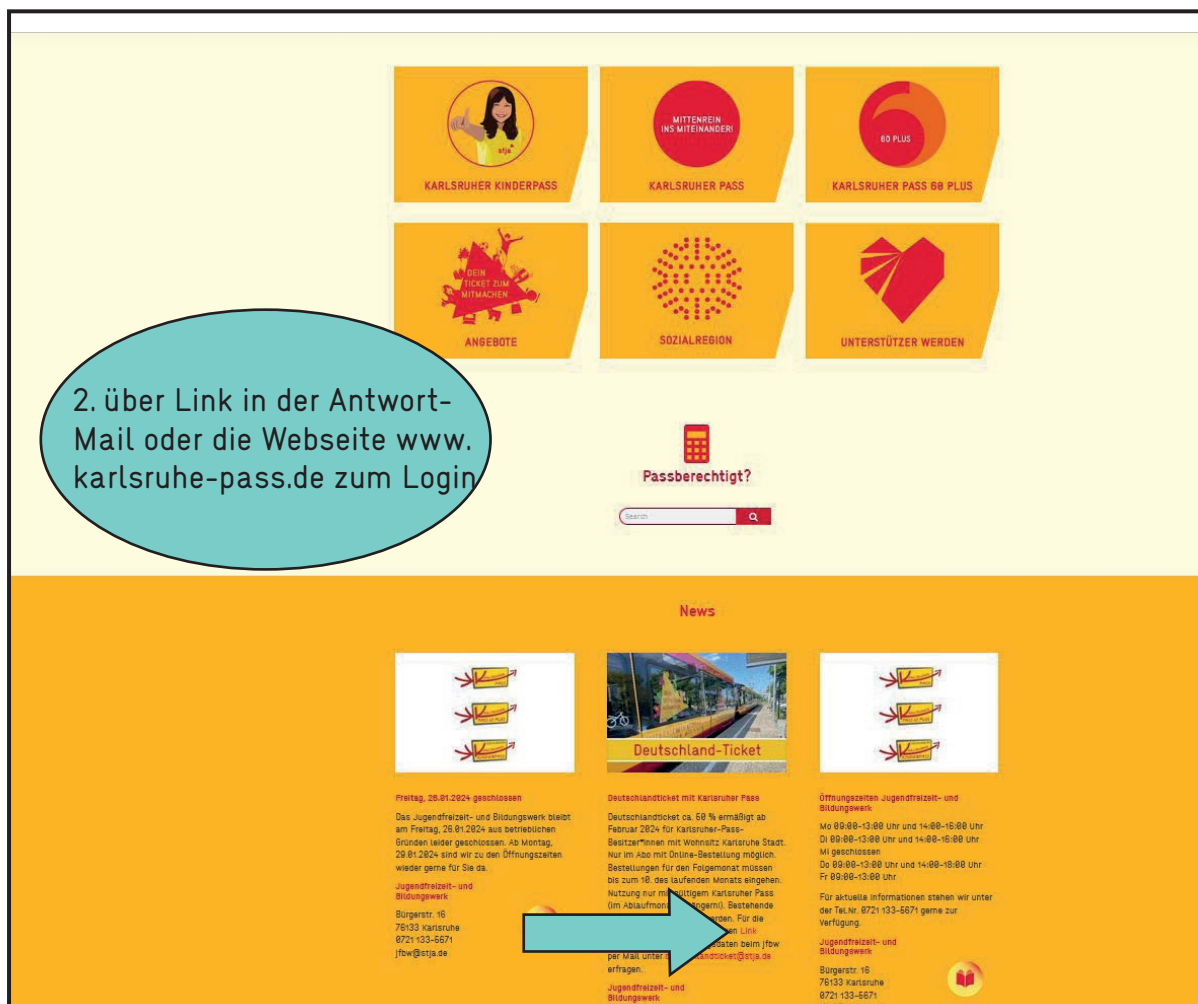 stja
KARLSRUHER KINDERPASS
MITTENREIN
INS MITEINANDER!
KARLSRUHER PASS
60 PLUS
KARLSRUHER PASS 60 PLUS
DEIN
TICKET ZUM
MITMACHEN
ANGEBOTE
SOZIALREGION
UNTERSTÜTZER WERDEN
2. über Link in der Antwort-
Mail oder die Webseite www.
karlsruhe-pass.de zum Login
Passberechtigt?
Search
News
Deutschland-Ticket
Freitag, 26.01.2024 geschlossen
Das Jugendfreizeit- und Bildungswerk bleibt
am Freitag, 26.01.2024 aus betrieblichen
Gründen leider geschlossen. Ab Montag,
29.01.2024 sind wir zu den Öffnungszeiten
wieder gerne für Sie da.
Jugendfreizeit- und
Bildungswerk
Bürgerstr. 16
76133 Karlsruhe
0721 133-5671
jfbw@stja.de
Deutschlandticket mit Karlsruher Pass
Deutschlandticket ca. 50 % ermäßigt ab
Februar 2024 für Karlsruher-Pass-
Besitzer*innen mit Wohnsitz Karlsruhe Stadt.
Nur im Abo mit Online-Bestellung möglich.
Bestellungen für den Folgemonat müssen
bis zum 10. des laufenden Monats eingehen.
Nutzung nur mit gültigem Karlsruher Pass
(im Ablaufmon
Bestehende
Für die
Link
beim jfbw
per Mail unter
@stja.de
erfragen.
Jugendfreizeit- und
Bildungswerk
Öffnungszeiten Jugendfreizeit- und
Bildungswerk
Mo 09:00-13:00 Uhr und 14:00-16:00 Uhr
Di 09:00-13:00 Uhr und 14:00-16:00 Uhr
Mi geschlossen
Do 09:00-13:00 Uhr und 14:00-18:00 Uhr
Fr 09:00-13:00 Uhr
Für aktuelle Informationen stehen wir unter
der Tel.Nr. 0721 133-5671 gerne zur
Verfügung.
Jugendfreizeit- und
Bildungswerk
Bürgerstr. 16
76133 Karlsruhe
0721 133-5671